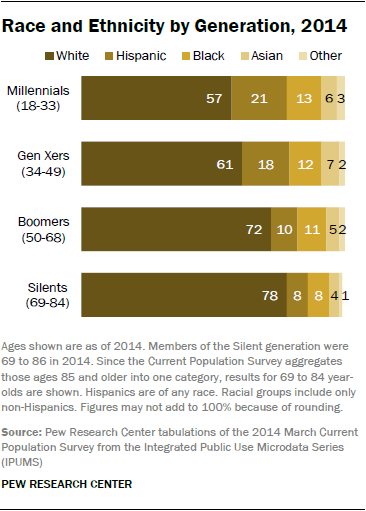 Race and Ethnicity by Generation, 2014
White Hispanic Black Asian Other
Millennials
(18-33)
57 21 13 6 3
Gen Xers
(34-49)
61 18 12 7 2
Boomers
(50-68)
72 10 11 5 2
Silents
(69-84)
78 8 8 4 1
Ages shown are as of 2014. Members of the Silent generation were
69 to 86 in 2014. Since the Current Population Survey aggregates
those ages 85 and older into one category, results for 69 to 84 year-
olds are shown. Hispanics are of any race. Racial groups include only
non-Hispanics. Figures may not add to 100% because of rounding.
Source: Pew Research Center tabulations of the 2014 March Current
Population Survey from the Integrated Public Use Microdata Series
(IPUMS)
PEW RESEARCH CENTER